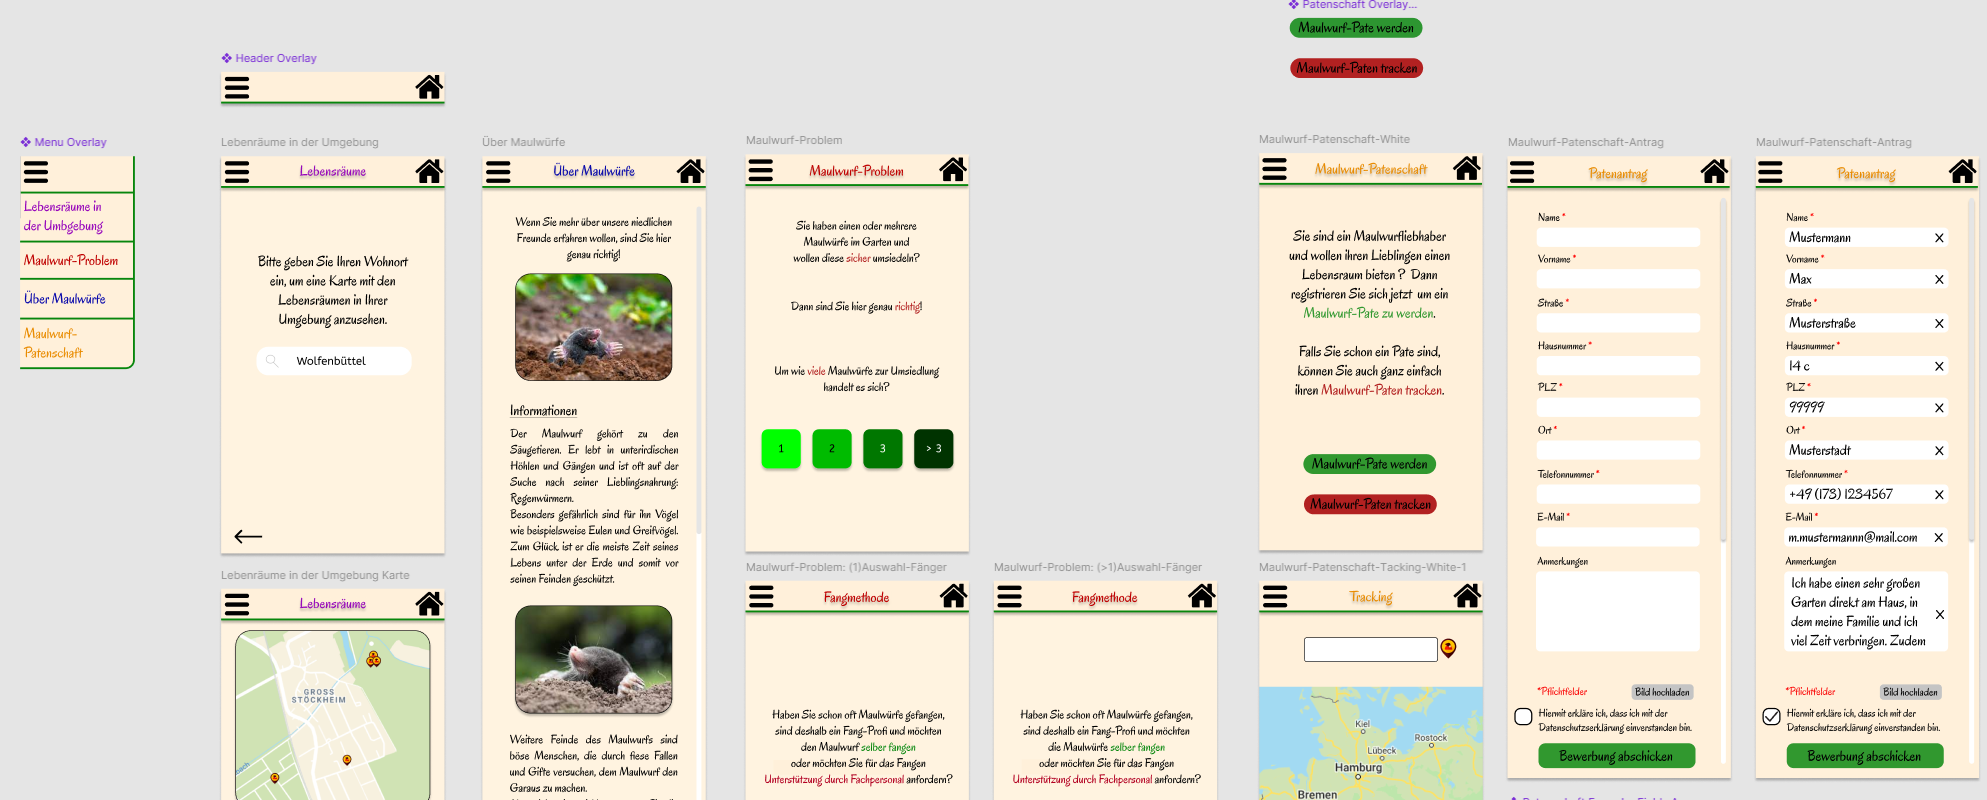 Patenschaft Overlay...
Maulwurf-Pate werden
Maulwurf-Paten tracken
Header Overlay
Menu Overlay
Lebenräume in
der Umbgebung
Maulwurf-Problem
Über Maulwürfe
Maulwurf-
Patenschaft
Lebenräume in der Umgebung
Lebensräume
Bitte geben Sie Ihren Wohnort
ein, um eine Karte mit den
Lebensräumen in Ihrer
Umgebung anzusehen.
Wolfenbüttel
Lebenräume in der Umgebung Karte
Lebensräume
GROSS
STÖCKHEIM
Über Maulwürfe
Über Maulwürfe
Wenn Sie mehr über unsere niedlichen
Freunde erfahren wollen, sind Sie hier
genau richtig!
Informationen
Der Maulwurf gehört zu den
Säugetieren. Er lebt in unterirdischen
Höhlen und Gängen und ist oft auf der
Suche nach seiner Lieblingsnahrung:
Regenwürmern.
Besonders gefährlich sind für ihn Vögel
wie beispielsweise Eulen und Greifvögel.
Zum Glück ist er die meiste Zeit seines
Lebens unter der Erde und somit vor
seinen Feinden geschützt.
Weitere Feinde des Maulwurfs sind
böse Menschen, die durch fiese Fallen
und Gifte versuchen, dem Maulwurf den
Garaus zu machen.
Maulwurf-Problem
Maulwurf-Problem
Sie haben einen oder mehrere
Maulwürfe im Garten und
wollen diese sicher umsiedeln?
Dann sind Sie hier genau richtig!
Um wie viele Maulwürfe zur Umsiedlung
handelt es sich?
1 2 3 > 3
Maulwurf-Problem: (1)Auswahl-Fänger
Fangmethode
Haben Sie schon oft Maulwürfe gefangen,
sind deshalb ein Fang-Profi und möchten
den Maulwurf selber fangen
oder möchten Sie für das Fangen
Unterstützung durch Fachpersonal anfordern?
Maulwurf-Problem: (>1)Auswahl-Fänger
Fangmethode
Haben Sie schon oft Maulwürfe gefangen,
sind deshalb ein Fang-Profi und möchten
die Maulwürfe selber fangen
oder möchten Sie für das Fangen
Unterstützung durch Fachpersonal anfordern?
Maulwurf-Patenschaft-White
Maulwurf-Patenschaft
Sie sind ein Maulwurfliebhaber
und wollen ihren Lieblingen einen
Lebensraum bieten ? Dann
registrieren Sie sich jetzt um ein
Maulwurf-Pate zu werden.
Falls Sie schon ein Pate sind,
können Sie auch ganz einfach
ihren Maulwurf-Paten tracken.
Maulwurf-Pate werden
Maulwurf-Paten tracken
Maulwurf-Patenschaft-Tacking-White-1
Tracking
Kiel
Rostock
Lübeck
Hamburg
Bremen
Maulwurf-Patenschaft-Antrag
Patenantrag
Name *
Vorname *
Straße *
Hausnummer *
PLZ *
Ort *
Telefonnummer *
E-Mail *
Anmerkungen
*Pflichtfelder
Bild hochladen
Hiermit erkläre ich, dass ich mit der
Datenschutzerklärung einverstanden bin.
Bewerbung abschicken
Maulwurf-Patenschaft-Antrag
Patenantrag
Name *
Mustermann X
Vorname *
Max X
Straße *
Musterstraße X
Hausnummer *
14 c X
PLZ *
99999 X
Ort *
Musterstadt X
Telefonnummer *
+49 (173) 1234567 X
E-Mail *
m.mustermannn@mail.com X
Anmerkungen
Ich habe einen sehr großen
Garten direkt am Haus, in
dem meine Familie und ich X
viel Zeit verbringen. Zudem
*Pflichtfelder
Bild hochladen
Hiermit erkläre ich, dass ich mit der
Datenschutzerklärung einverstanden bin.
Bewerbung abschicken